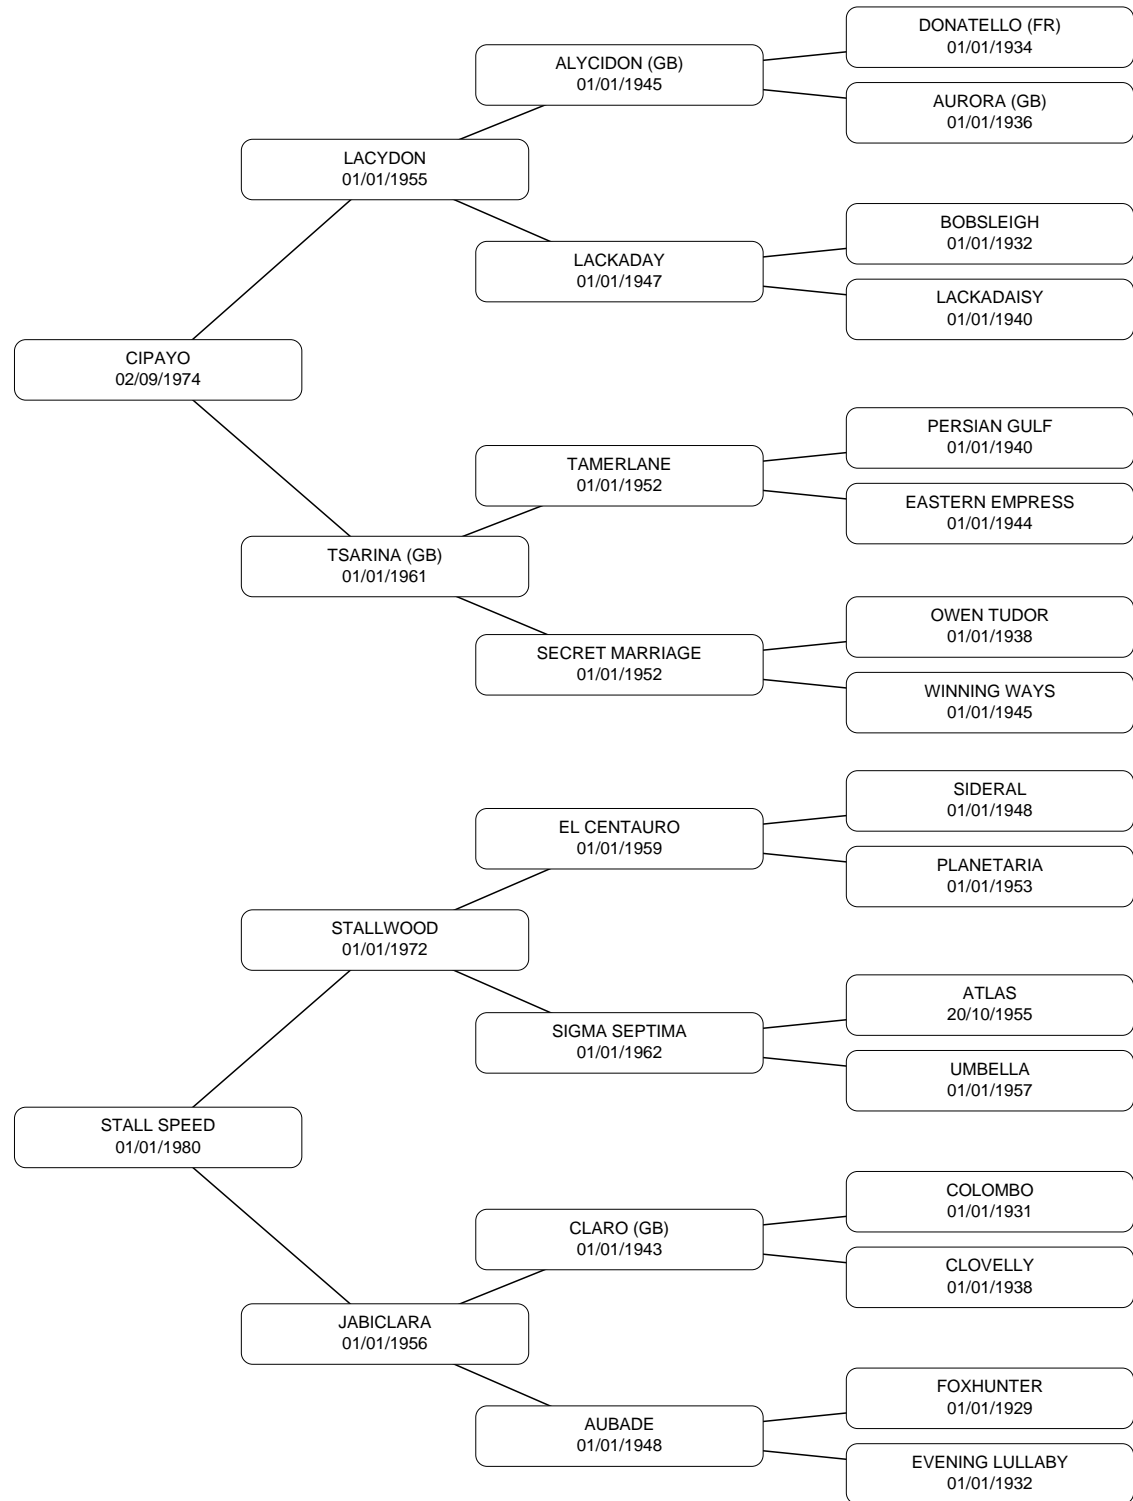 DONATELLO (FR)
01/01/1934
ALYCIDON (GB)
01/01/1945
AURORA (GB)
01/01/1936
LACYDON
01/01/1955
BOBSLEIGH
01/01/1932
LACKADAY
01/01/1947
LACKADAISY
01/01/1940
CIPAYO
02/09/1974
PERSIAN GULF
01/01/1940
TAMERLANE
01/01/1952
EASTERN EMPRESS
01/01/1944
TSARINA (GB)
01/01/1961
OWEN TUDOR
01/01/1938
SECRET MARRIAGE
01/01/1952
WINNING WAYS
01/01/1945
SIDERAL
01/01/1948
EL CENTAURO
01/01/1959
PLANETARIA
01/01/1953
STALLWOOD
01/01/1972
ATLAS
20/10/1955
SIGMA SEPTIMA
01/01/1962
UMBELLA
01/01/1957
STALL SPEED
01/01/1980
COLOMBO
01/01/1931
CLARO (GB)
01/01/1943
CLOVELLY
01/01/1938
JABICLARA
01/01/1956
FOXHUNTER
01/01/1929
AUBADE
01/01/1948
EVENING LULLABY
01/01/1932